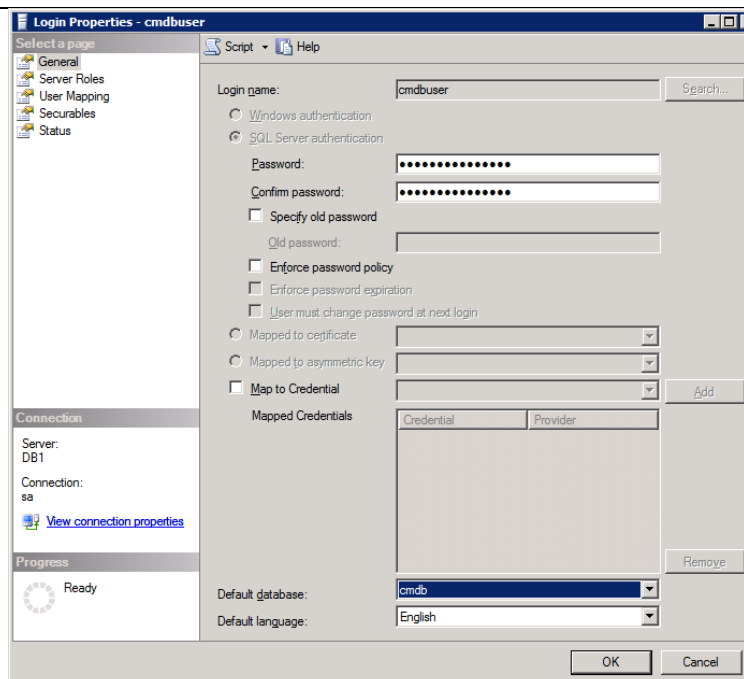 Login Properties - cmdbuser
Select a page
General
Server Roles
User Mapping
Securables
Status
Script
Help
Login name:
cmdbuser
Search...
Windows authentication
SQL Server authentication
Password:
●●●●●●●●●●●●●●●
Confirm password:
●●●●●●●●●●●●●●●
Specify old password
Old password:
Enforce password policy
Enforce password expiration
User must change password at next login
Mapped to certificate
Mapped to asymmetric key
Map to Credential
Add
Mapped Credentials
Credential
Provider
Remove
Default database:
cmdb
Default language:
English
Connection
Server:
DB1
Connection:
sa
View connection properties
Progress
Ready
OK
Cancel